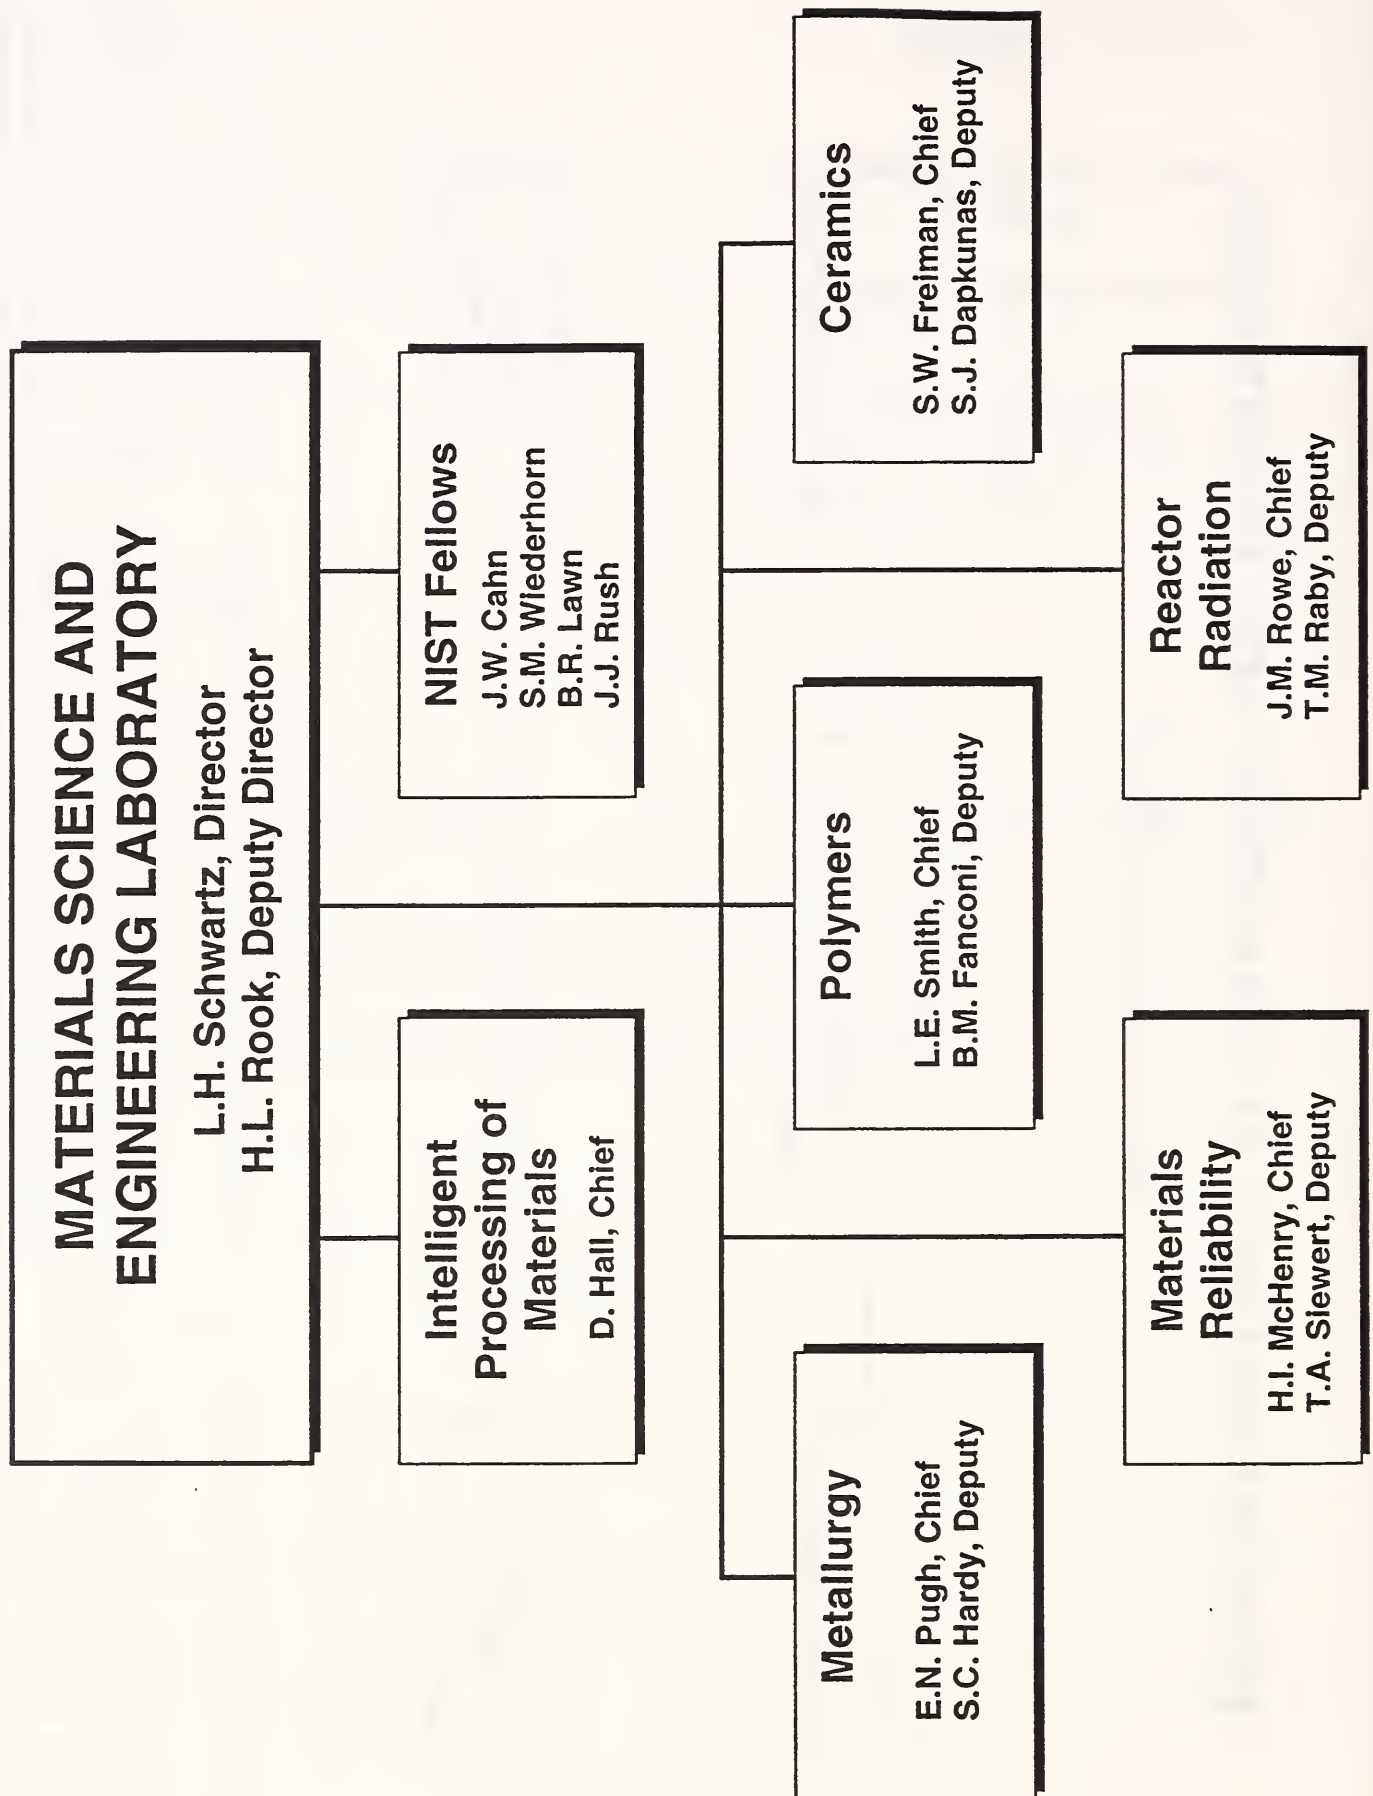 MATERIALS SCIENCE AND
ENGINEERING LABORATORY
L.H. Schwartz, Director
H.L. Rook, Deputy Director
Intelligent
Processing of
Materials
D. Hall, Chief
NIST Fellows
J.W. Cahn
S.M. Wiederhorn
B.R. Lawn
J.J. Rush
Metallurgy
E.N. Pugh, Chief
S.C. Hardy, Deputy
Polymers
L.E. Smith, Chief
B.M. Fanconi, Deputy
Ceramics
S.W. Freiman, Chief
S.J. Dapkunas, Deputy
Materials
Reliability
H.I. McHenry, Chief
T.A. Siewert, Deputy
Reactor
Radiation
J.M. Rowe, Chief
T.M. Raby, Deputy